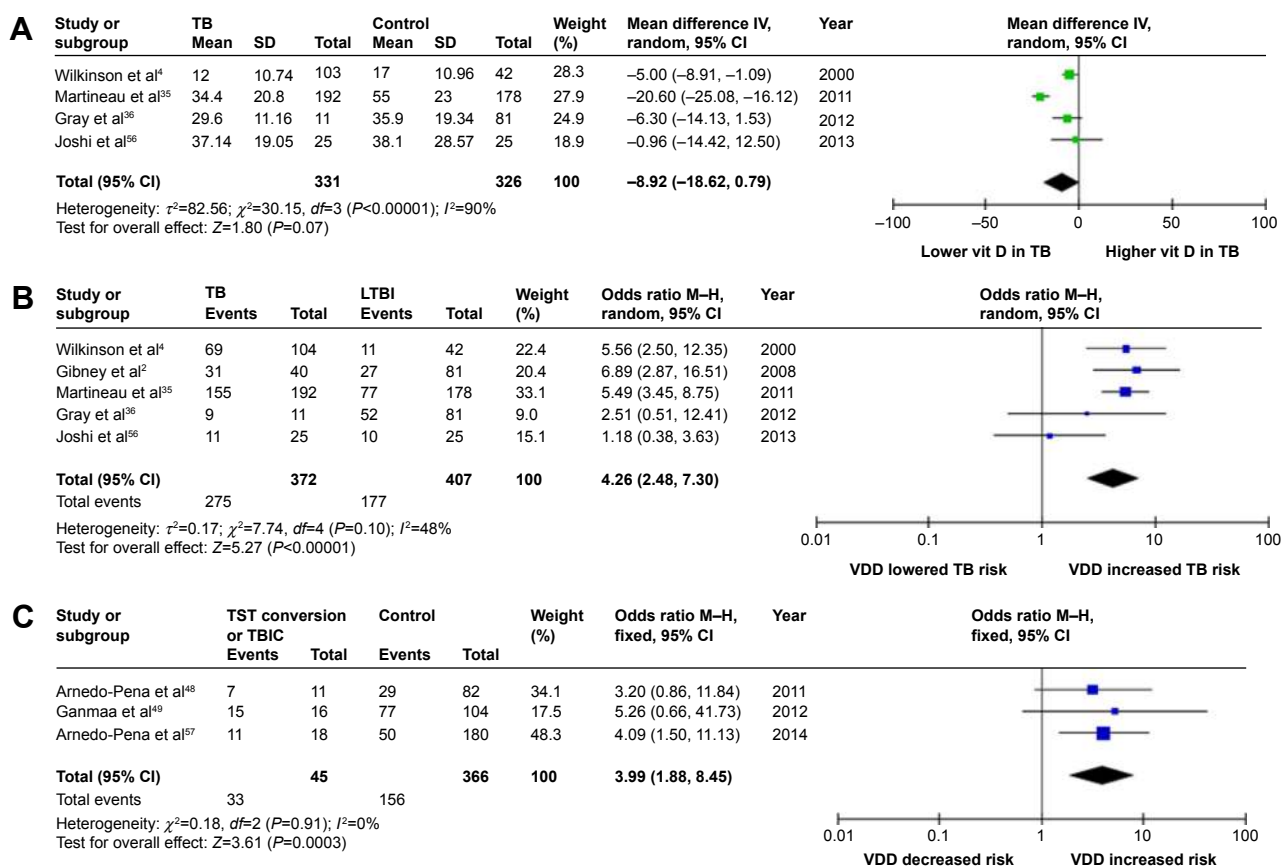 A
Study or subgroup TB Mean SD Total Control Mean SD Total Weight (%) Mean difference IV, random, 95% CI Year Mean difference IV, random, 95% CI
Wilkinson et al⁴ 12 10.74 103 17 10.96 42 28.3 –5.00 (–8.91, –1.09) 2000
Martineau et al³⁵ 34.4 20.8 192 55 23 178 27.9 –20.60 (–25.08, –16.12) 2011
Gray et al³⁶ 29.6 11.16 11 35.9 19.34 81 24.9 –6.30 (–14.13, 1.53) 2012
Joshi et al⁵⁶ 37.14 19.05 25 38.1 28.57 25 18.9 –0.96 (–14.42, 12.50) 2013
Total (95% CI) 331 326 100 –8.92 (–18.62, 0.79)
Heterogeneity: τ²=82.56; χ²=30.15, df=3 (P<0.00001); I²=90%
Test for overall effect: Z=1.80 (P=0.07)
–100 –50 0 50 100
Lower vit D in TB Higher vit D in TB
B
Study or subgroup TB Events Total LTBI Events Total Weight (%) Odds ratio M–H, random, 95% CI Year Odds ratio M–H, random, 95% CI
Wilkinson et al⁴ 69 104 11 42 22.4 5.56 (2.50, 12.35) 2000
Gibney et al² 31 40 27 81 20.4 6.89 (2.87, 16.51) 2008
Martineau et al³⁵ 155 192 77 178 33.1 5.49 (3.45, 8.75) 2011
Gray et al³⁶ 9 11 52 81 9.0 2.51 (0.51, 12.41) 2012
Joshi et al⁵⁶ 11 25 10 25 15.1 1.18 (0.38, 3.63) 2013
Total (95% CI) 372 407 100 4.26 (2.48, 7.30)
Total events 275 177
Heterogeneity: τ²=0.17; χ²=7.74, df=4 (P=0.10); I²=48%
Test for overall effect: Z=5.27 (P<0.00001)
0.01 0.1 1 10 100
VDD lowered TB risk VDD increased TB risk
C
Study or subgroup TST conversion or TBIC Events Total Control Events Total Weight (%) Odds ratio M–H, fixed, 95% CI Year Odds ratio M–H, fixed, 95% CI
Arnedo-Pena et al⁴⁸ 7 11 29 82 34.1 3.20 (0.86, 11.84) 2011
Ganmaa et al⁴⁹ 15 16 77 104 17.5 5.26 (0.66, 41.73) 2012
Arnedo-Pena et al⁵⁷ 11 18 50 180 48.3 4.09 (1.50, 11.13) 2014
Total (95% CI) 45 366 100 3.99 (1.88, 8.45)
Total events 33 156
Heterogeneity: χ²=0.18, df=2 (P=0.91); I²=0%
Test for overall effect: Z=3.61 (P=0.0003)
0.01 0.1 1 10 100
VDD decreased risk VDD increased risk